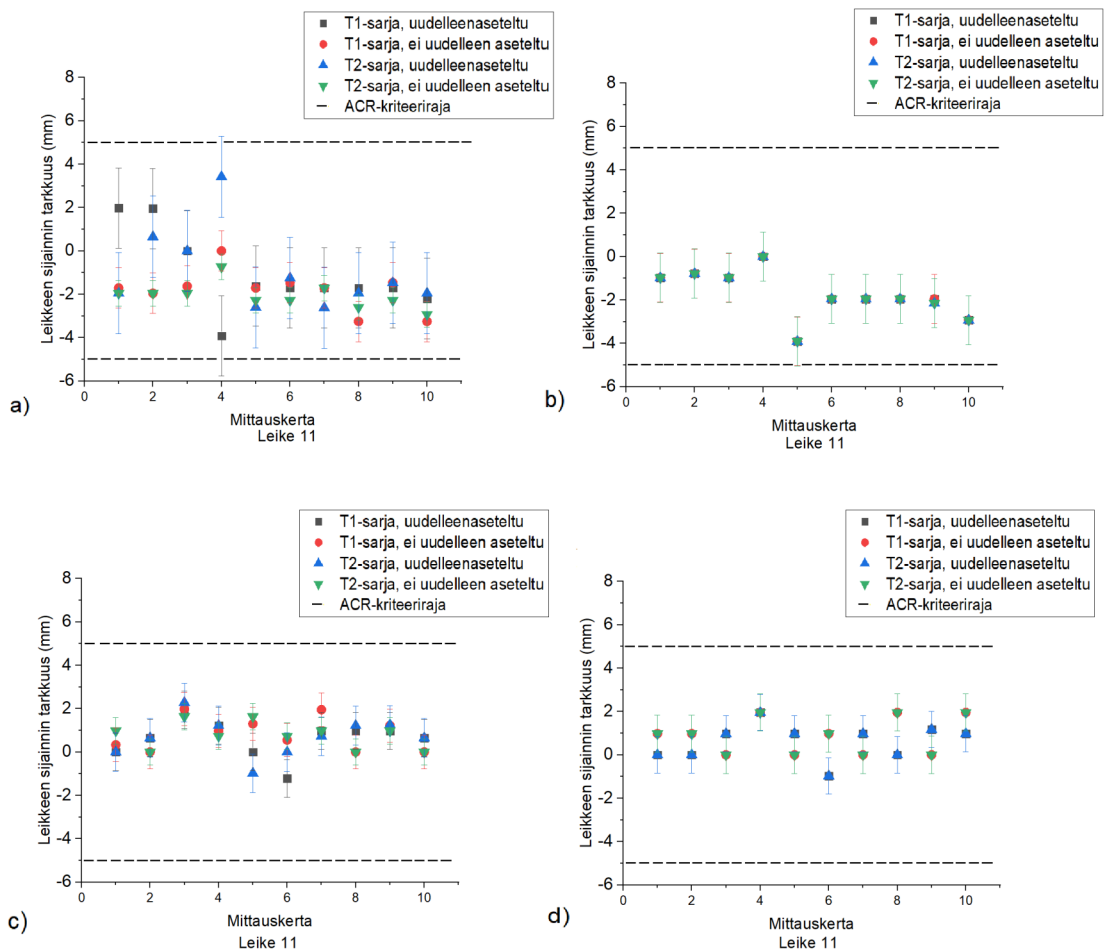 T1-sarja, uudelleenaseteltu
T1-sarja, ei uudelleen aseteltu
T2-sarja, uudelleenaseteltu
T2-sarja, ei uudelleen aseteltu
ACR-kriteeriraja
Leikkeen sijainnin tarkkuus (mm)
8
6
4
2
0
-2
-4
-6
0 2 4 6 8 10
Mittauskerta
Leike 11
a)
T1-sarja, uudelleenaseteltu
T1-sarja, ei uudelleen aseteltu
T2-sarja, uudelleenaseteltu
T2-sarja, ei uudelleen aseteltu
ACR-kriteeriraja
Leikkeen sijainnin tarkkuus (mm)
8
6
4
2
0
-2
-4
-6
0 2 4 6 8 10
Mittauskerta
Leike 11
b)
T1-sarja, uudelleenaseteltu
T1-sarja, ei uudelleen aseteltu
T2-sarja, uudelleenaseteltu
T2-sarja, ei uudelleen aseteltu
ACR-kriteeriraja
Leikkeen sijainnin tarkkuus (mm)
8
6
4
2
0
-2
-4
-6
0 2 4 6 8 10
Mittauskerta
Leike 11
c)
T1-sarja, uudelleenaseteltu
T1-sarja, ei uudelleen aseteltu
T2-sarja, uudelleenaseteltu
T2-sarja, ei uudelleen aseteltu
ACR-kriteeriraja
Leikkeen sijainnin tarkkuus (mm)
8
6
4
2
0
-2
-4
-6
0 2 4 6 8 10
Mittauskerta
Leike 11
d)